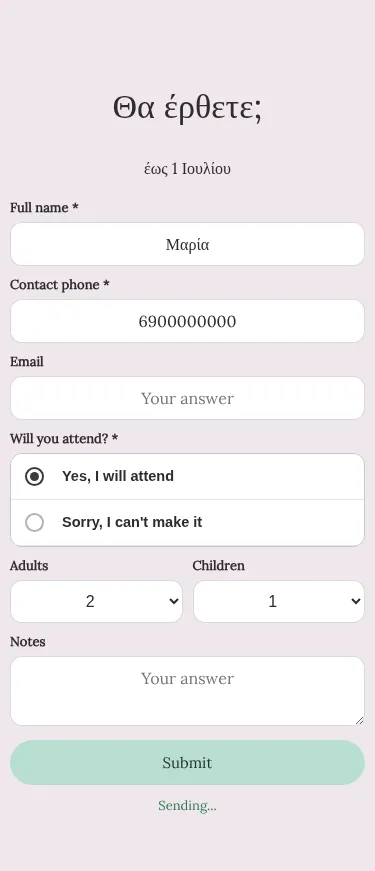 Θα έρθετε;
έως 1 Ιουλίου
Full name *
Μαρία
Contact phone *
6900000000
Email
Your answer
Will you attend? *
Yes, I will attend
Sorry, I can't make it
Adults Children
2 1
Notes
Your answer
Submit
Sending...